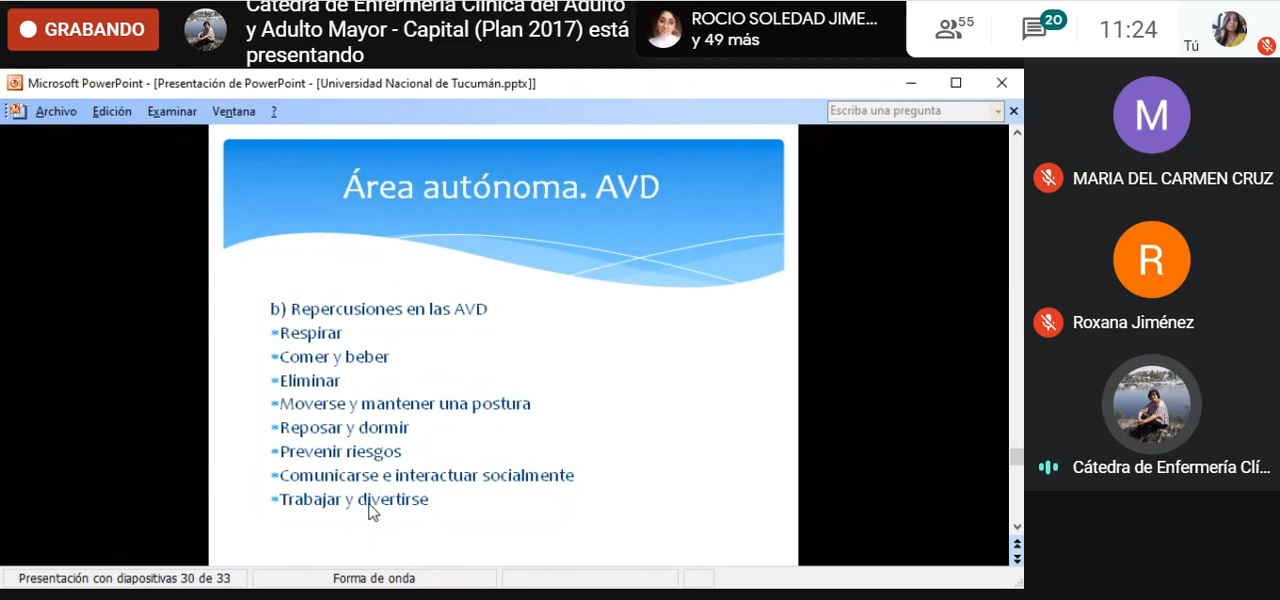 GRABANDO
Cátedra de Enfermería Clínica del Adulto
y Adulto Mayor - Capital (Plan 2017) está
presentando
ROCIO SOLEDAD JIME...
y 49 más
55
20
11:24
Tú
Microsoft PowerPoint - [Presentación de PowerPoint - [Universidad Nacional de Tucumán.pptx]]
Archivo Edición Examinar Ventana ?
Escriba una pregunta
Área autónoma. AVD
b) Repercusiones en las AVD
*Respirar
*Comer y beber
*Eliminar
*Moverse y mantener una postura
*Reposar y dormir
*Prevenir riesgos
*Comunicarse e interactuar socialmente
*Trabajar y divertirse
M
MARIA DEL CARMEN CRUZ
R
Roxana Jiménez
Cátedra de Enfermería Clí...
Presentación con diapositivas 30 de 33
Forma de onda